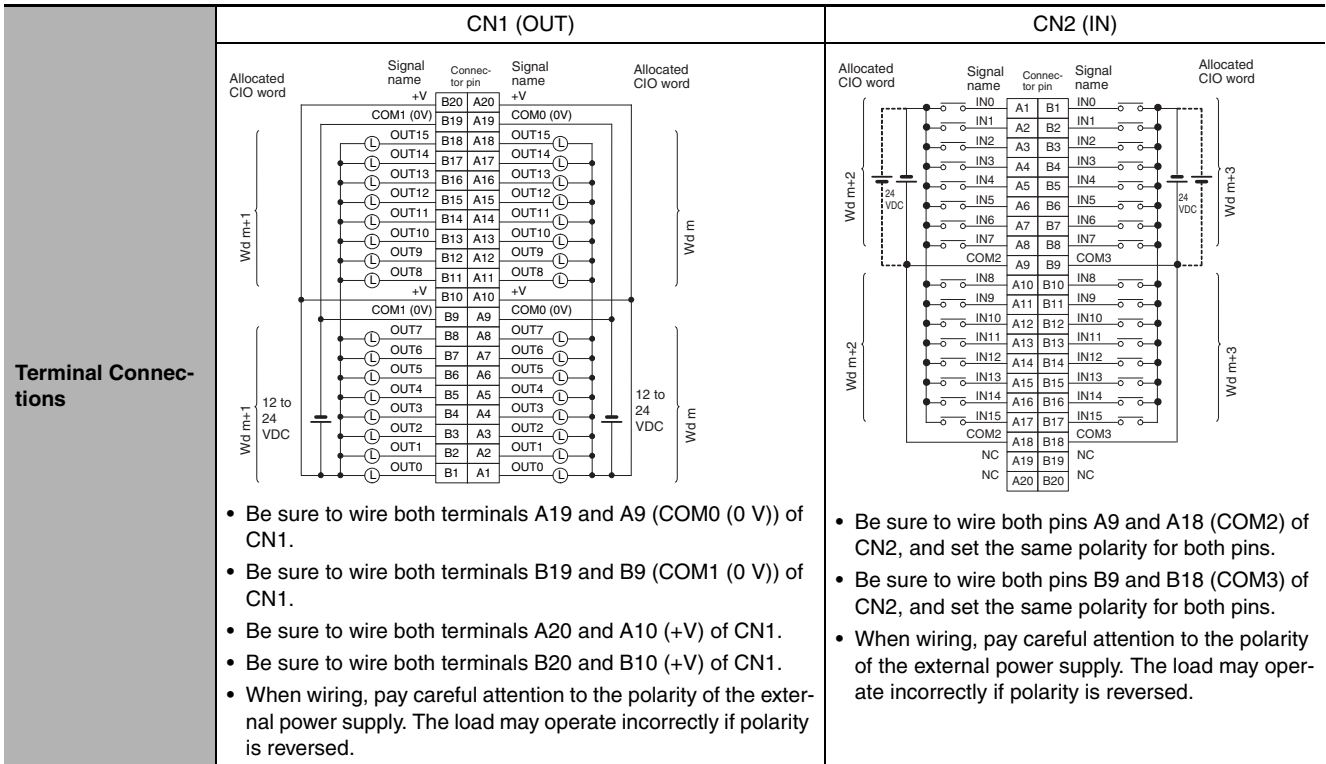 Terminal Connec-
tions
CN1 (OUT)
CN2 (IN)
Allocated
CIO word
Signal
name
Connec-
tor pin
Signal
name
Allocated
CIO word
+V B20 A20 +V
COM1 (0V) B19 A19 COM0 (0V)
L OUT15 B18 A18 OUT15 L
L OUT14 B17 A17 OUT14 L
L OUT13 B16 A16 OUT13 L
L OUT12 B15 A15 OUT12 L
L OUT11 B14 A14 OUT11 L
L OUT10 B13 A13 OUT10 L
L OUT9 B12 A12 OUT9 L
L OUT8 B11 A11 OUT8 L
Wd m+1
Wd m
+V B10 A10 +V
COM1 (0V) B9 A9 COM0 (0V)
L OUT7 B8 A8 OUT7 L
L OUT6 B7 A7 OUT6 L
L OUT5 B6 A6 OUT5 L
L OUT4 B5 A5 OUT4 L
L OUT3 B4 A4 OUT3 L
L OUT2 B3 A3 OUT2 L
L OUT1 B2 A2 OUT1 L
L OUT0 B1 A1 OUT0 L
Wd m+1
12 to
24
VDC
12 to
24
VDC
Wd m
• Be sure to wire both terminals A19 and A9 (COM0 (0 V)) of
CN1.
• Be sure to wire both terminals B19 and B9 (COM1 (0 V)) of
CN1.
• Be sure to wire both terminals A20 and A10 (+V) of CN1.
• Be sure to wire both terminals B20 and B10 (+V) of CN1.
• When wiring, pay careful attention to the polarity of the exter-
nal power supply. The load may operate incorrectly if polarity
is reversed.
Allocated
CIO word
Signal
name
Connec-
tor pin
Signal
name
Allocated
CIO word
IN0 A1 B1 IN0
IN1 A2 B2 IN1
IN2 A3 B3 IN2
IN3 A4 B4 IN3
IN4 A5 B5 IN4
IN5 A6 B6 IN5
IN6 A7 B7 IN6
IN7 A8 B8 IN7
COM2 A9 B9 COM3
Wd m+2
24
VDC
24
VDC
Wd m+3
IN8 A10 B10 IN8
IN9 A11 B11 IN9
IN10 A12 B12 IN10
IN11 A13 B13 IN11
IN12 A14 B14 IN12
IN13 A15 B15 IN13
IN14 A16 B16 IN14
IN15 A17 B17 IN15
COM2 A18 B18 COM3
NC A19 B19 NC
NC A20 B20 NC
Wd m+2
Wd m+3
• Be sure to wire both pins A9 and A18 (COM2) of
CN2, and set the same polarity for both pins.
• Be sure to wire both pins B9 and B18 (COM3) of
CN2, and set the same polarity for both pins.
• When wiring, pay careful attention to the polarity
of the external power supply. The load may oper-
ate incorrectly if polarity is reversed.